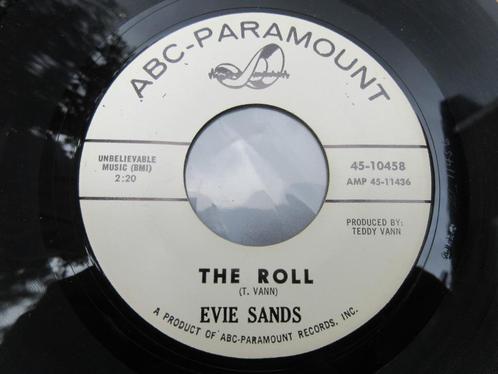 ABC-PARAMOUNT
UNBELIEVABLE
MUSIC (BMI)
2:20
45-10458
AMP 45-11436
PRODUCED BY:
TEDDY VANN
THE ROLL
(T. VANN)
EVIE SANDS
A PRODUCT OF ABC-PARAMOUNT RECORDS, INC.